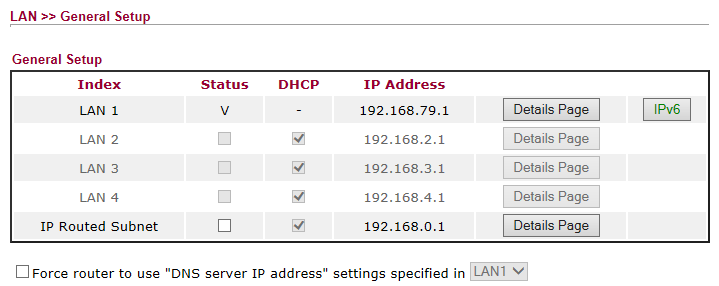 LAN >> General Setup
General Setup
Index Status DHCP IP Address
LAN 1 V - 192.168.79.1 Details Page IPv6
LAN 2 192.168.2.1 Details Page
LAN 3 192.168.3.1 Details Page
LAN 4 192.168.4.1 Details Page
IP Routed Subnet 192.168.0.1 Details Page
Force router to use "DNS server IP address" settings specified in LAN1